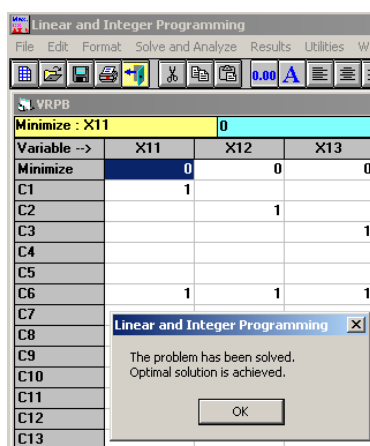 Linear and Integer Programming
File Edit Format Solve and Analyze Results Utilities W
0.00 A
VRPB
Minimize : X11 0
Variable --> X11 X12 X13
Minimize 0 0 0
C1 1
C2 1
C3 1
C4
C5
C6 1 1 1
C7
C8
C9
C10
C11
C12
C13
Linear and Integer Programming
The problem has been solved.
Optimal solution is achieved.
OK